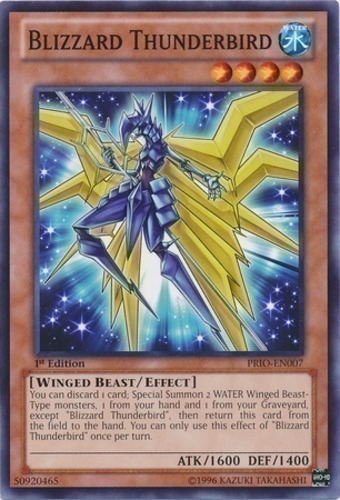 BLIZZARD THUNDERBIRD
WATER
水
1st Edition
PRIO-EN007
[WINGED BEAST/EFFECT]
You can discard 1 card; Special Summon 2 WATER Winged Beast-
Type monsters, 1 from your hand and 1 from your Graveyard,
except "Blizzard Thunderbird", then return this card
from the field to the hand. You can only use this effect of "Blizzard
Thunderbird" once per turn.
ATK/1600 DEF/1400
50920465
©1996 KAZUKI TAKAHASHI